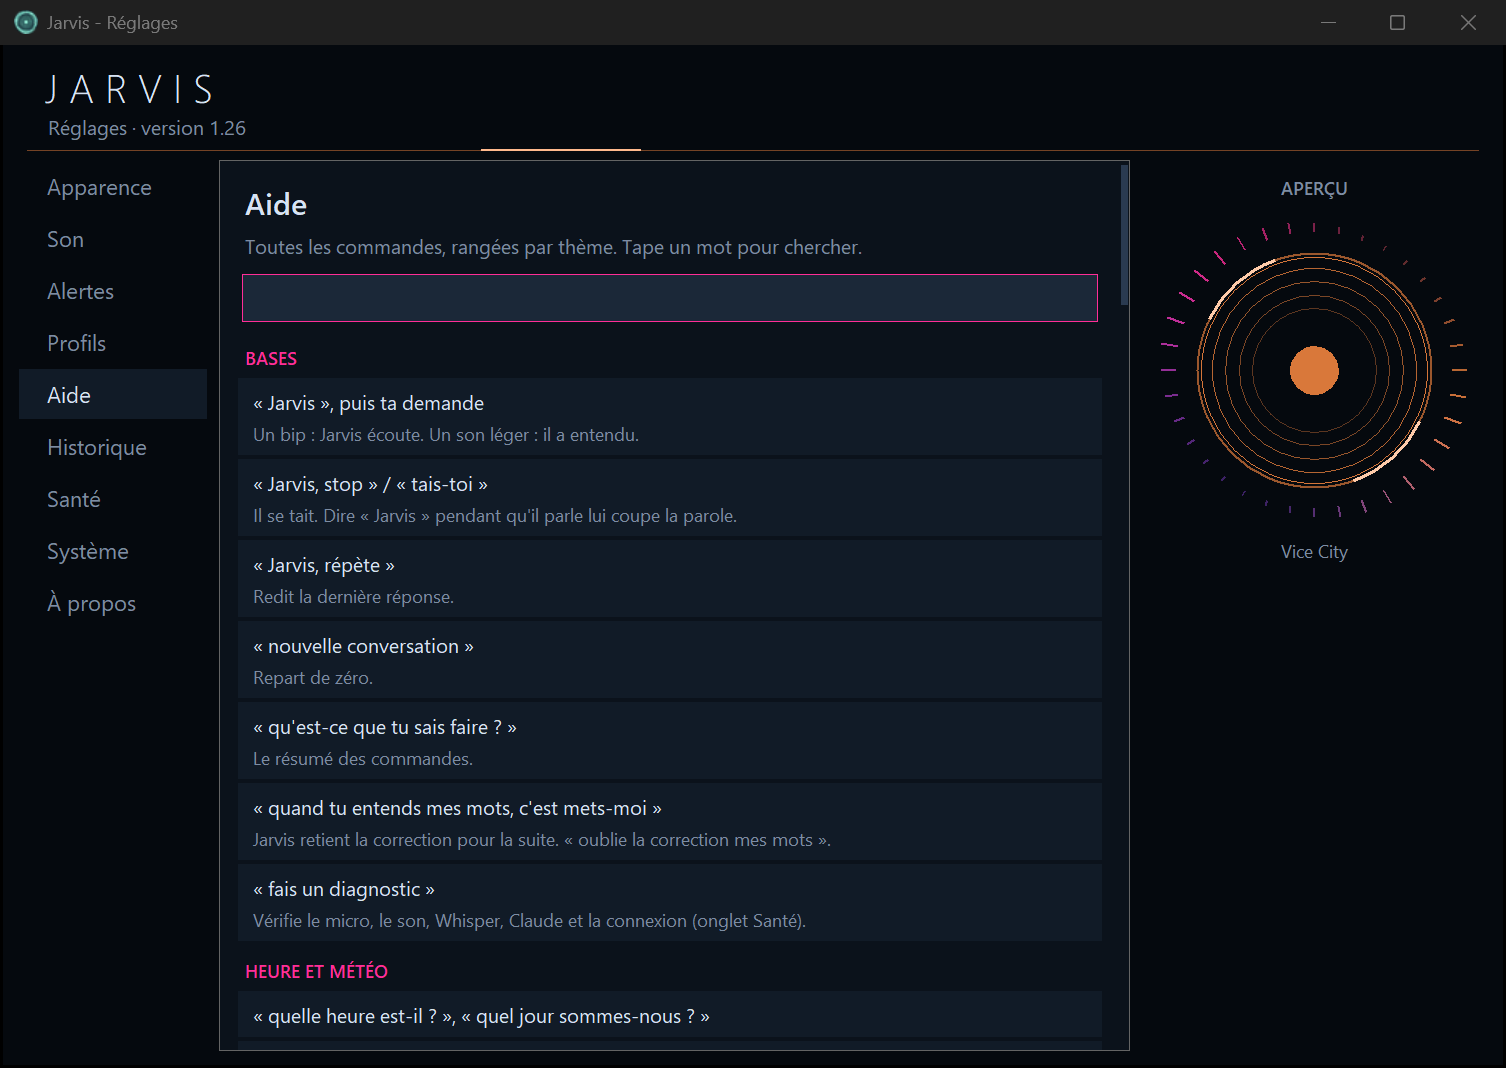 Jarvis - Réglages
JARVIS
Réglages · version 1.26
Apparence
Son
Alertes
Profils
Aide
Historique
Santé
Système
À propos
Aide
Toutes les commandes, rangées par thème. Tape un mot pour chercher.
BASES
« Jarvis », puis ta demande
Un bip : Jarvis écoute. Un son léger : il a entendu.
« Jarvis, stop » / « tais-toi »
Il se tait. Dire « Jarvis » pendant qu'il parle lui coupe la parole.
« Jarvis, répète »
Redit la dernière réponse.
« nouvelle conversation »
Repart de zéro.
« qu'est-ce que tu sais faire ? »
Le résumé des commandes.
« quand tu entends mes mots, c'est mets-moi »
Jarvis retient la correction pour la suite. « oublie la correction mes mots ».
« fais un diagnostic »
Vérifie le micro, le son, Whisper, Claude et la connexion (onglet Santé).
HEURE ET MÉTÉO
« quelle heure est-il ? », « quel jour sommes-nous ? »
APERÇU
Vice City